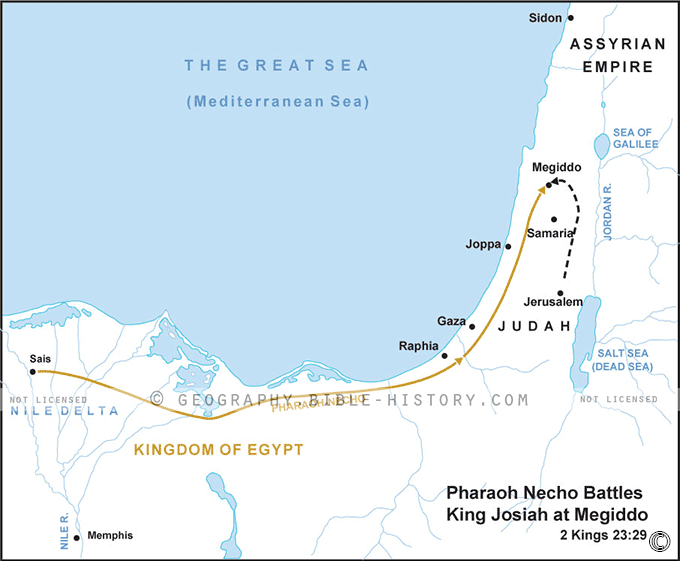 Sidon
ASSYRIAN
EMPIRE
THE GREAT SEA
(Mediterranean Sea)
SEA OF
GALILEE
Megiddo
JORDAN R.
Samaria
Joppa
Jerusalem
Gaza
JUDAH
Raphia
SALT SEA
(DEAD SEA)
Sais
NOT LICENSED
© GEOGRAPHY.BIBLE-HISTORY.COM
NOT LICENSED
PHARAOH NECHO
NILE DELTA
KINGDOM OF EGYPT
Pharaoh Necho Battles
King Josiah at Megiddo
2 Kings 23:29
NILE R.
Memphis
©